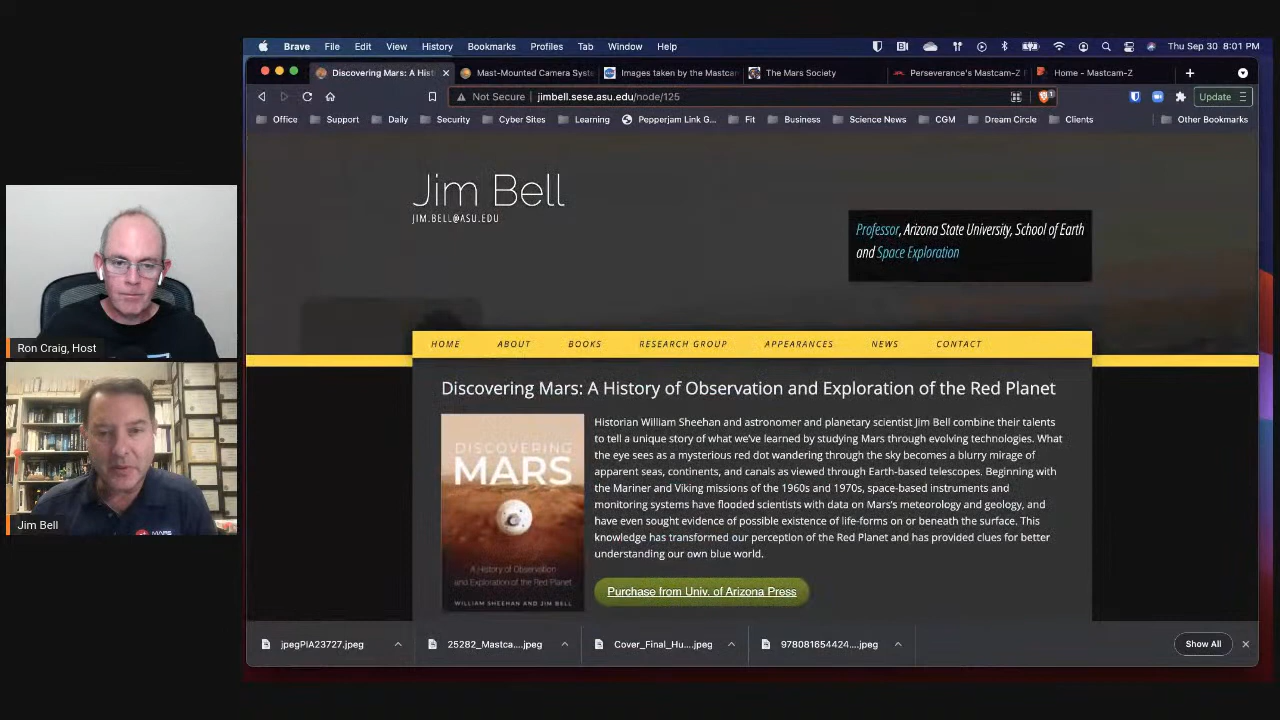 Brave File Edit View History Bookmarks Profiles Tab Window Help Thu Sep 30 8:01 PM
Discovering Mars: A Hist Mast-Mounted Camera Syst Images taken by the Mastcam The Mars Society Perseverance's Mastcam-Z Home - Mastcam-Z
Not Secure jimbell.sese.asu.edu/node/125 1 Update
Office Support Daily Security Cyber Sites Learning Pepperjam Link G... Fit Business Science News CGM Dream Circle Clients Other Bookmarks
Jim Bell
JIM.BELL@ASU.EDU
Professor, Arizona State University, School of Earth
and Space Exploration
HOME ABOUT BOOKS RESEARCH GROUP APPEARANCES NEWS CONTACT
Discovering Mars: A History of Observation and Exploration of the Red Planet
DISCOVERING
MARS
A History of Observation
and Exploration of the Red Planet
WILLIAM SHEEHAN AND JIM BELL
Historian William Sheehan and astronomer and planetary scientist Jim Bell combine their talents
to tell a unique story of what we've learned by studying Mars through evolving technologies. What
the eye sees as a mysterious red dot wandering through the sky becomes a blurry mirage of
apparent seas, continents, and canals as viewed through Earth-based telescopes. Beginning with
the Mariner and Viking missions of the 1960s and 1970s, space-based instruments and
monitoring systems have flooded scientists with data on Mars's meteorology and geology, and
have even sought evidence of possible existence of life-forms on or beneath the surface. This
knowledge has transformed our perception of the Red Planet and has provided clues for better
understanding our own blue world.
Purchase from Univ. of Arizona Press
jpegPIA23727.jpeg 25282_Mastca....jpeg Cover_Final_Hu....jpeg 978081654424....jpeg Show All
Ron Craig, Host
Jim Bell
MARS